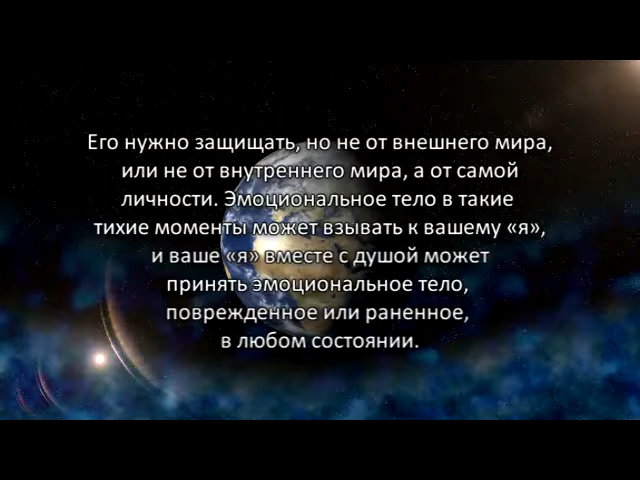 Его нужно защищать, но не от внешнего мира,
или не от внутреннего мира, а от самой
личности. Эмоциональное тело в такие
тихие моменты может взывать к вашему «я»,
и ваше «я» вместе с душой может
принять эмоциональное тело,
поврежденное или раненное,
в любом состоянии.